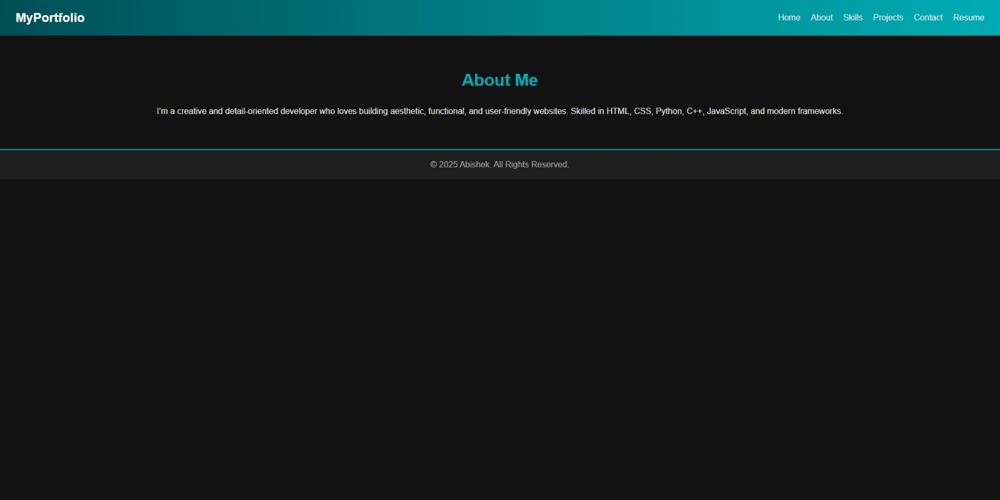 MyPortfolio
Home About Skills Projects Contact Resume
About Me
I’m a creative and detail-oriented developer who loves building aesthetic, functional, and user-friendly websites. Skilled in HTML, CSS, Python, C++, JavaScript, and modern frameworks.
© 2025 Abishek. All Rights Reserved.